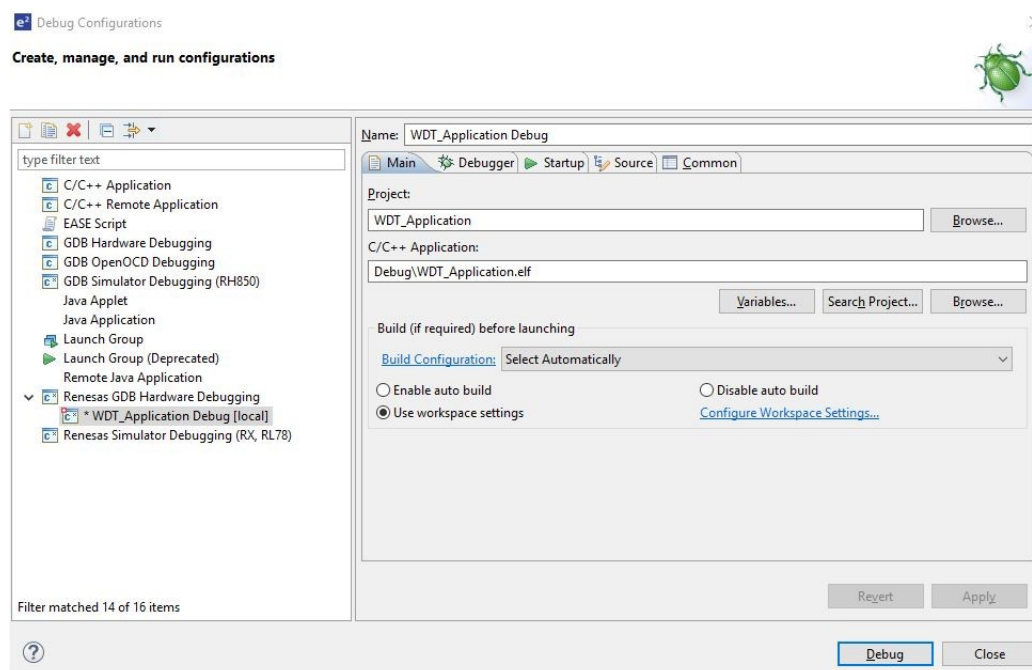 e² Debug Configurations
Create, manage, and run configurations
type filter text
C/C++ Application
C/C++ Remote Application
EASE Script
GDB Hardware Debugging
GDB OpenOCD Debugging
GDB Simulator Debugging (RH850)
Java Applet
Java Application
Launch Group
Launch Group (Deprecated)
Remote Java Application
Renesas GDB Hardware Debugging
* WDT_Application Debug [local]
Renesas Simulator Debugging (RX, RL78)
Filter matched 14 of 16 items
Name: WDT_Application Debug
Main Debugger Startup Source Common
Project:
WDT_Application Browse...
C/C++ Application:
Debug\WDT_Application.elf
Variables... Search Project... Browse...
Build (if required) before launching
Build Configuration: Select Automatically
Enable auto build Disable auto build
Use workspace settings Configure Workspace Settings...
Revert Apply
? Debug Close